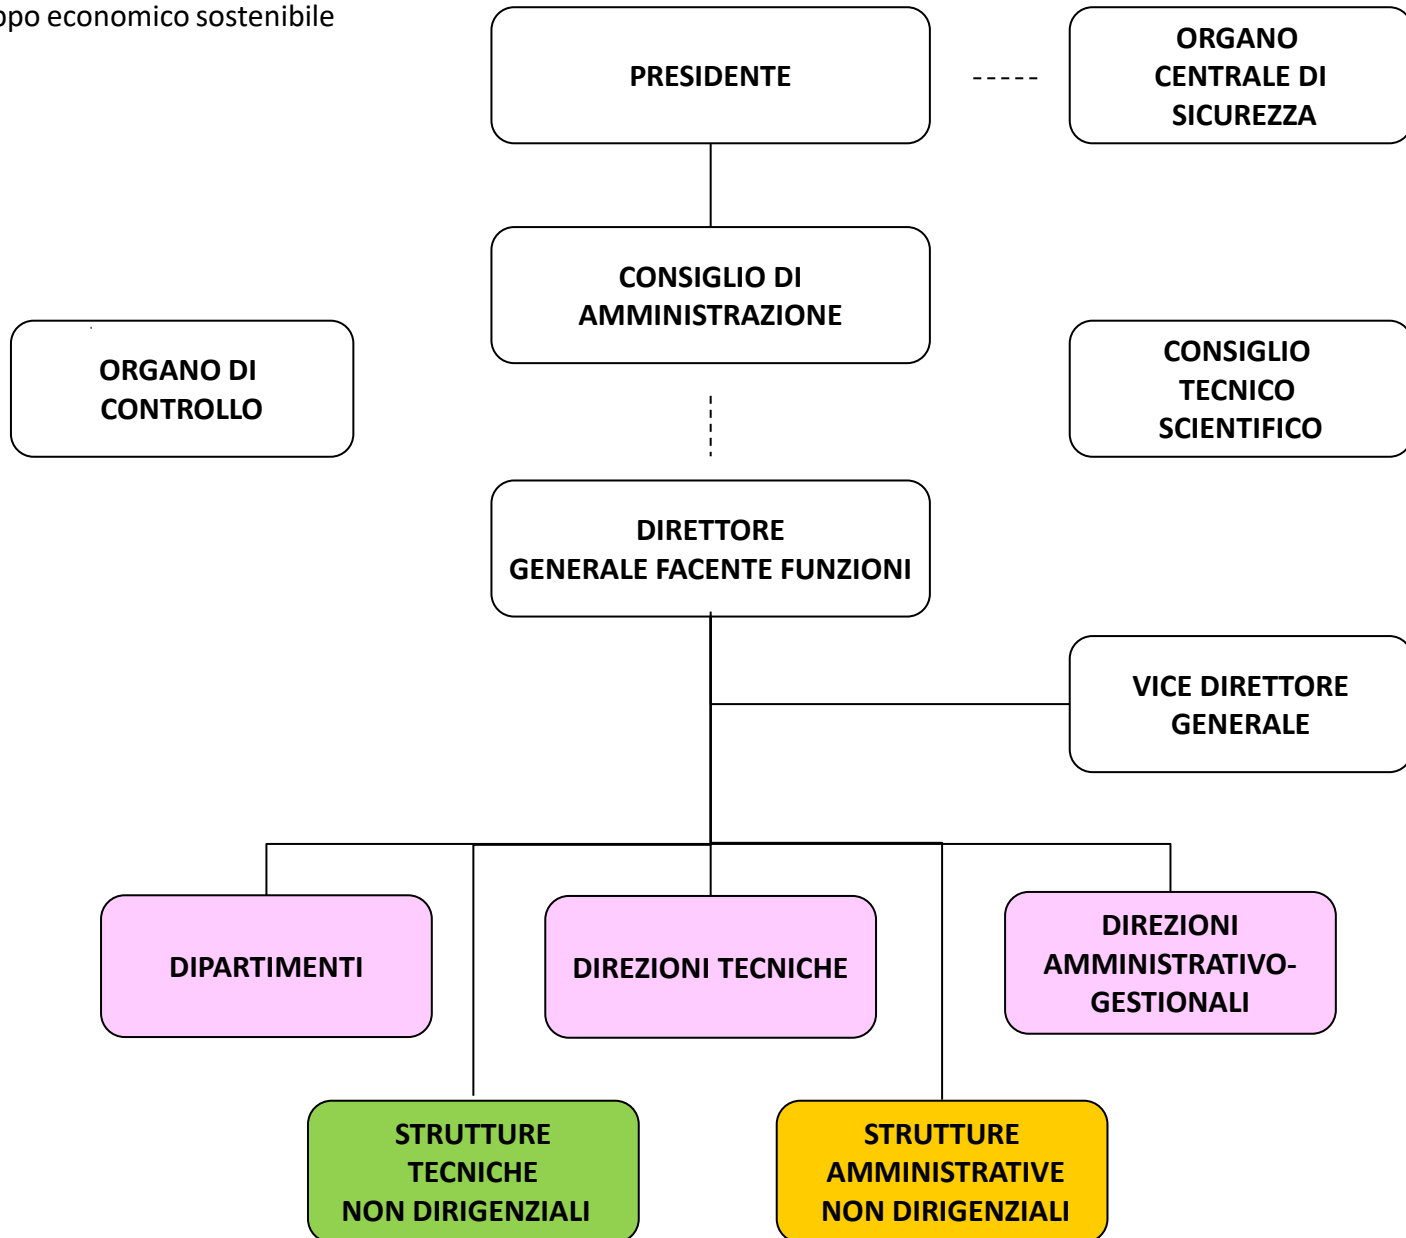 ppo economico sostenibile
PRESIDENTE
ORGANO
CENTRALE DI
SICUREZZA
CONSIGLIO DI
AMMINISTRAZIONE
ORGANO DI
CONTROLLO
CONSIGLIO
TECNICO
SCIENTIFICO
DIRETTORE
GENERALE FACENTE FUNZIONI
VICE DIRETTORE
GENERALE
DIPARTIMENTI
DIREZIONI TECNICHE
DIREZIONI
AMMINISTRATIVO-
GESTIONALI
STRUTTURE
TECNICHE
NON DIRIGENZIALI
STRUTTURE
AMMINISTRATIVE
NON DIRIGENZIALI